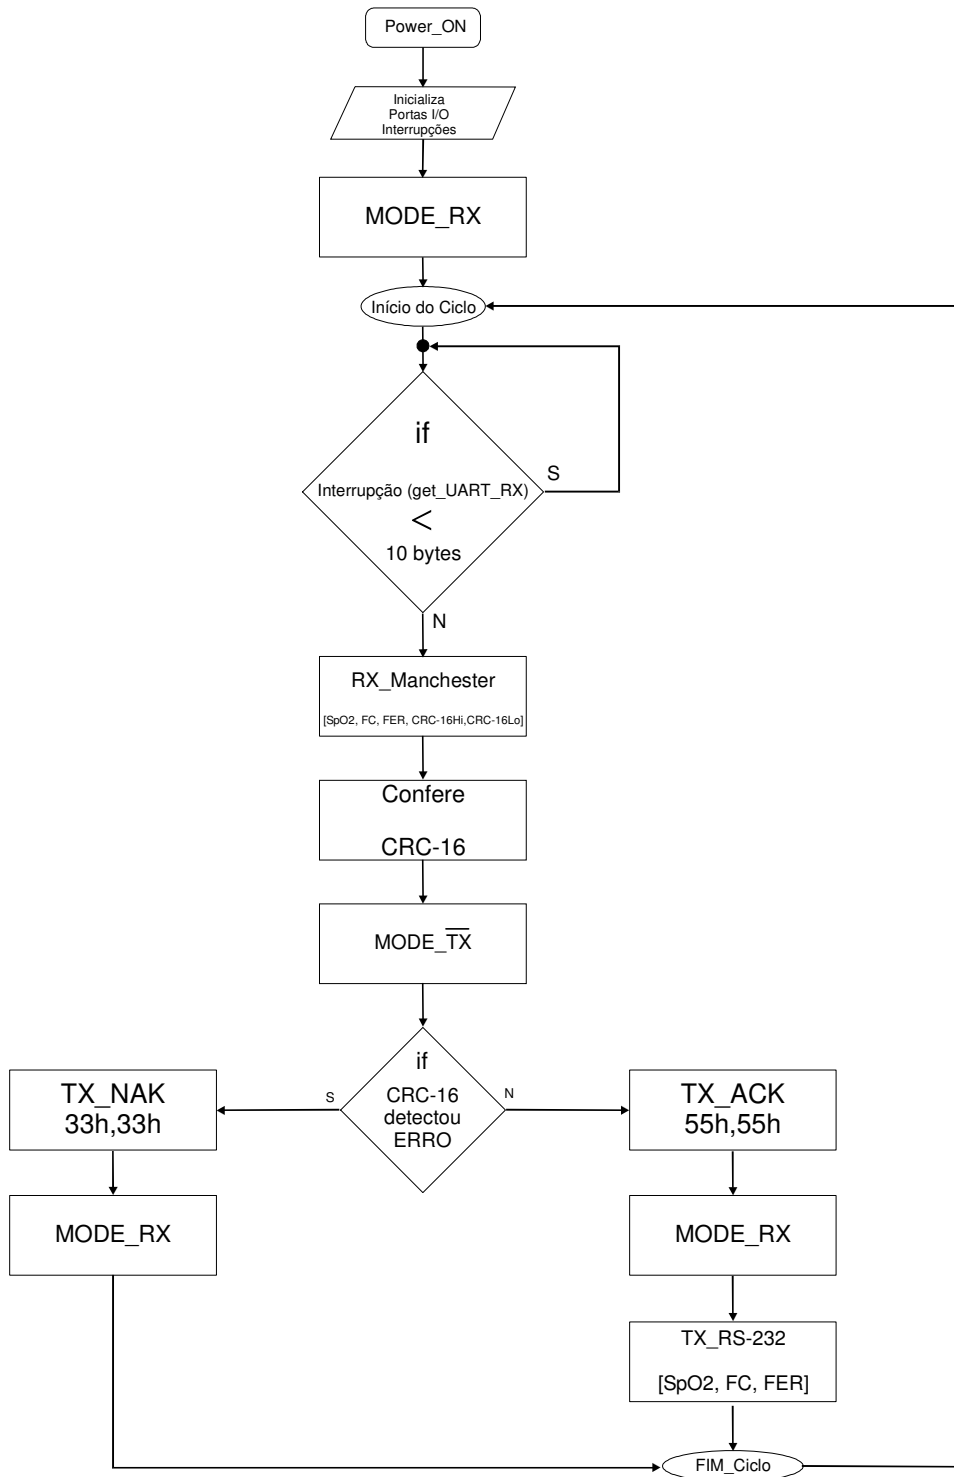 Power_ON
Inicializa
Portas I/O
Interrupções
MODE_RX
Início do Ciclo
if
S
Interrupção (get_UART_RX)
<
10 bytes
N
RX_Manchester
[SpO2, FC, FER, CRC-16Hi,CRC-16Lo]
Confere
CRC-16
MODE_T̅X̅
if
CRC-16
detectou
ERRO
S
N
TX_NAK
33h,33h
TX_ACK
55h,55h
MODE_RX
MODE_RX
TX_RS-232
[SpO2, FC, FER]
FIM_Ciclo